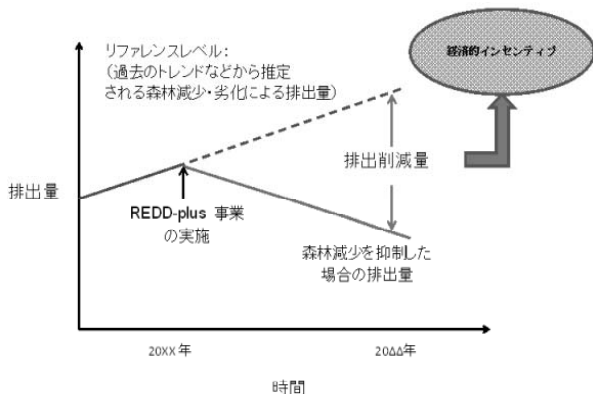 リファレンスレベル：
（過去のトレンドなどから推定
される森林減少・劣化による排出量）
経済的インセンティブ
排出削減量
排出量
REDD-plus 事業
の実施
森林減少を抑制した
場合の排出量
20XX 年
20ΔΔ年
時間